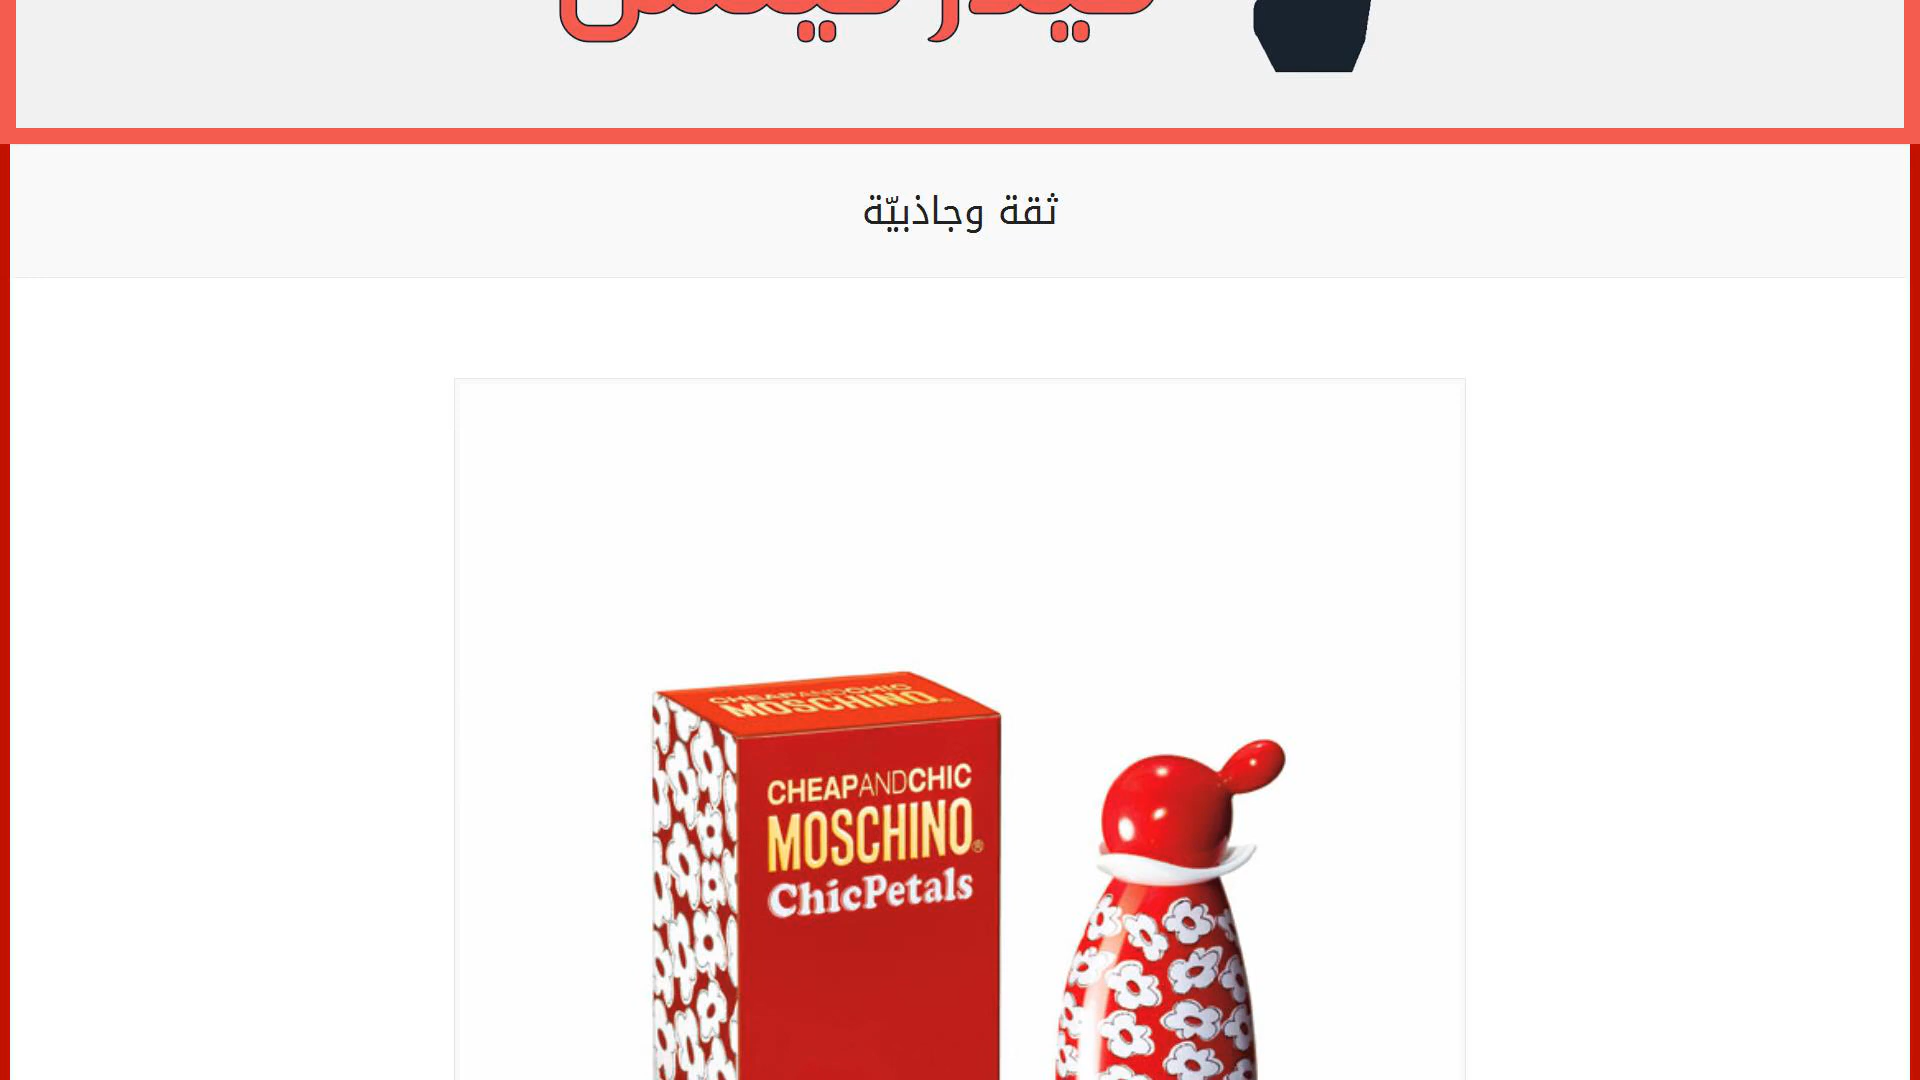 ثقة وجاذبيّة
CHEAPANDCHIC
MOSCHINO®
CHEAPANDCHIC
MOSCHINO®
ChicPetals